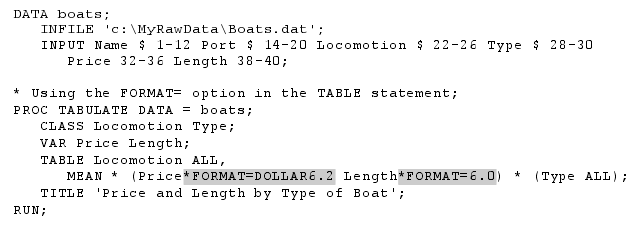 DATA boats;
INFILE 'c:\MyRawData\Boats.dat';
INPUT Name $ 1-12 Port $ 14-20 Locomotion $ 22-26 Type $ 28-30
Price 32-36 Length 38-40;
* Using the FORMAT= option in the TABLE statement;
PROC TABULATE DATA = boats;
CLASS Locomotion Type;
VAR Price Length;
TABLE Locomotion ALL,
MEAN * (Price*FORMAT=DOLLAR6.2 Length*FORMAT=6.0) * (Type ALL);
TITLE 'Price and Length by Type of Boat';
RUN;